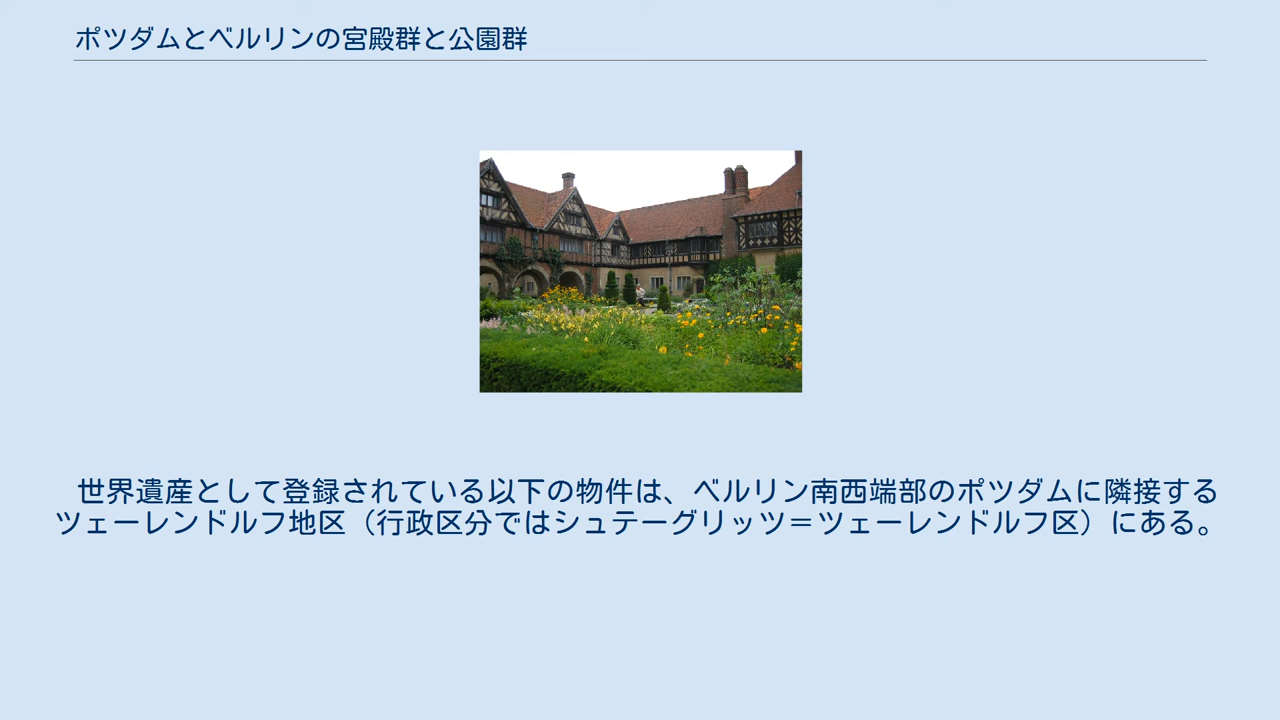 ポツダムとベルリンの宮殿群と公園群
世界遺産として登録されている以下の物件は、ベルリン南西端部のポツダムに隣接する
ツェーレンドルフ地区（行政区分ではシュテーグリッツ＝ツェーレンドルフ区）にある。